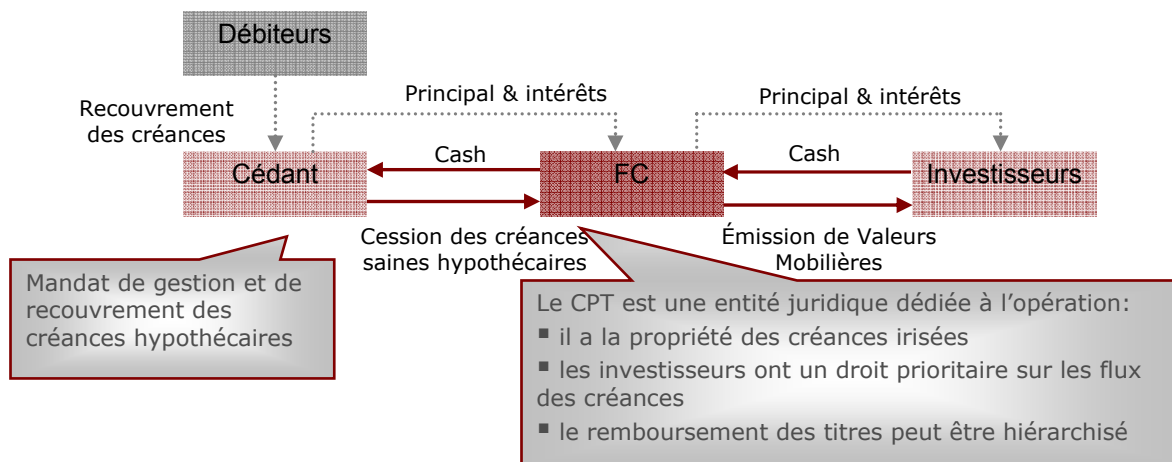 Débiteurs
Recouvrement
des créances
Principal & intérêts
Principal & intérêts
Cédant
Cash
FC
Cash
Investisseurs
Cession des créances
saines hypothécaires
Émission de Valeurs
Mobilières
Mandat de gestion et de
recouvrement des
créances hypothécaires
Le CPT est une entité juridique dédiée à l’opération:
▪ il a la propriété des créances irisées
▪ les investisseurs ont un droit prioritaire sur les flux
des créances
▪ le remboursement des titres peut être hiérarchisé